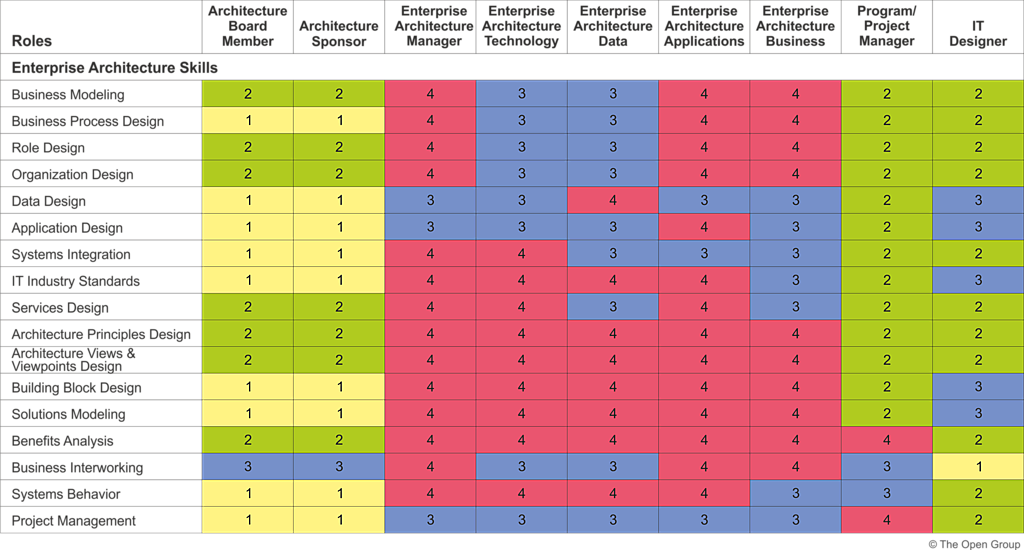 Roles Architecture Board Member Architecture Sponsor Enterprise Architecture Manager Enterprise Architecture Technology Enterprise Architecture Data Enterprise Architecture Applications Enterprise Architecture Business Program/ Project Manager IT Designer
Enterprise Architecture Skills
Business Modeling 2 2 4 3 3 4 4 2 2
Business Process Design 1 1 4 3 3 4 4 2 2
Role Design 2 2 4 3 3 4 4 2 2
Organization Design 2 2 4 3 3 4 4 2 2
Data Design 1 1 3 3 4 3 3 2 3
Application Design 1 1 3 3 3 4 3 2 3
Systems Integration 1 1 4 4 3 3 3 2 2
IT Industry Standards 1 1 4 4 4 4 3 2 3
Services Design 2 2 4 4 3 4 3 2 2
Architecture Principles Design 2 2 4 4 4 4 4 2 2
Architecture Views &
Viewpoints Design 2 2 4 4 4 4 4 2 2
Building Block Design 1 1 4 4 4 4 4 2 3
Solutions Modeling 1 1 4 4 4 4 4 2 3
Benefits Analysis 2 2 4 4 4 4 4 4 2
Business Interworking 3 3 4 3 3 4 4 3 1
Systems Behavior 1 1 4 4 4 4 3 3 2
Project Management 1 1 3 3 3 3 3 4 2
© The Open Group